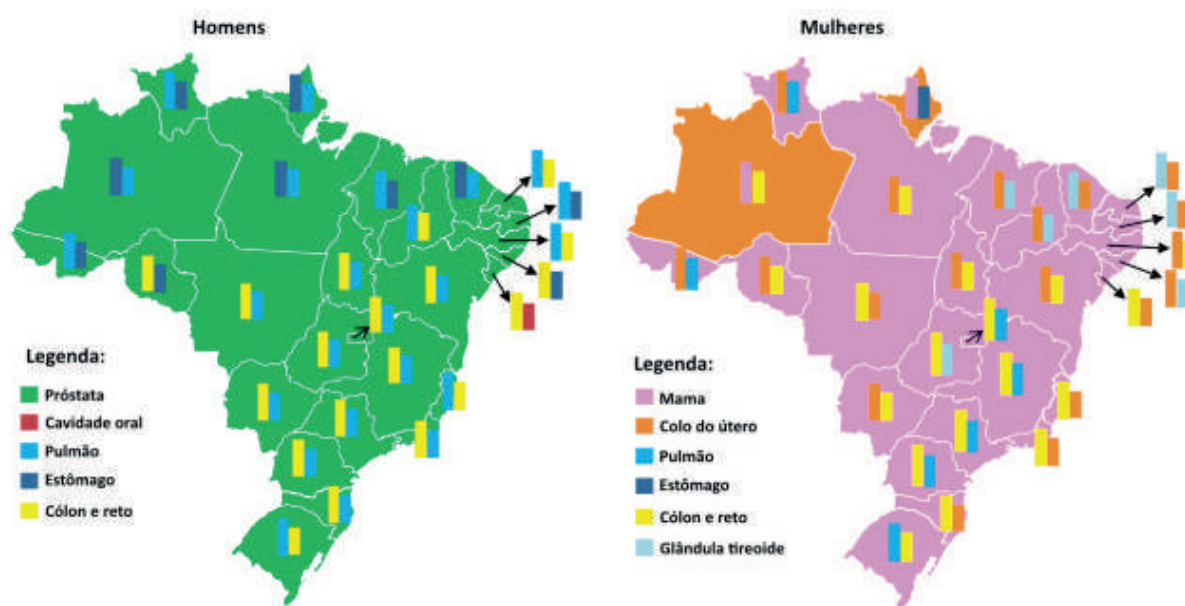 Homens
Legenda:
Próstata
Cavidade oral
Pulmão
Estômago
Cólon e reto
Mulheres
Legenda:
Mama
Colo do útero
Pulmão
Estômago
Cólon e reto
Glândula tireoide